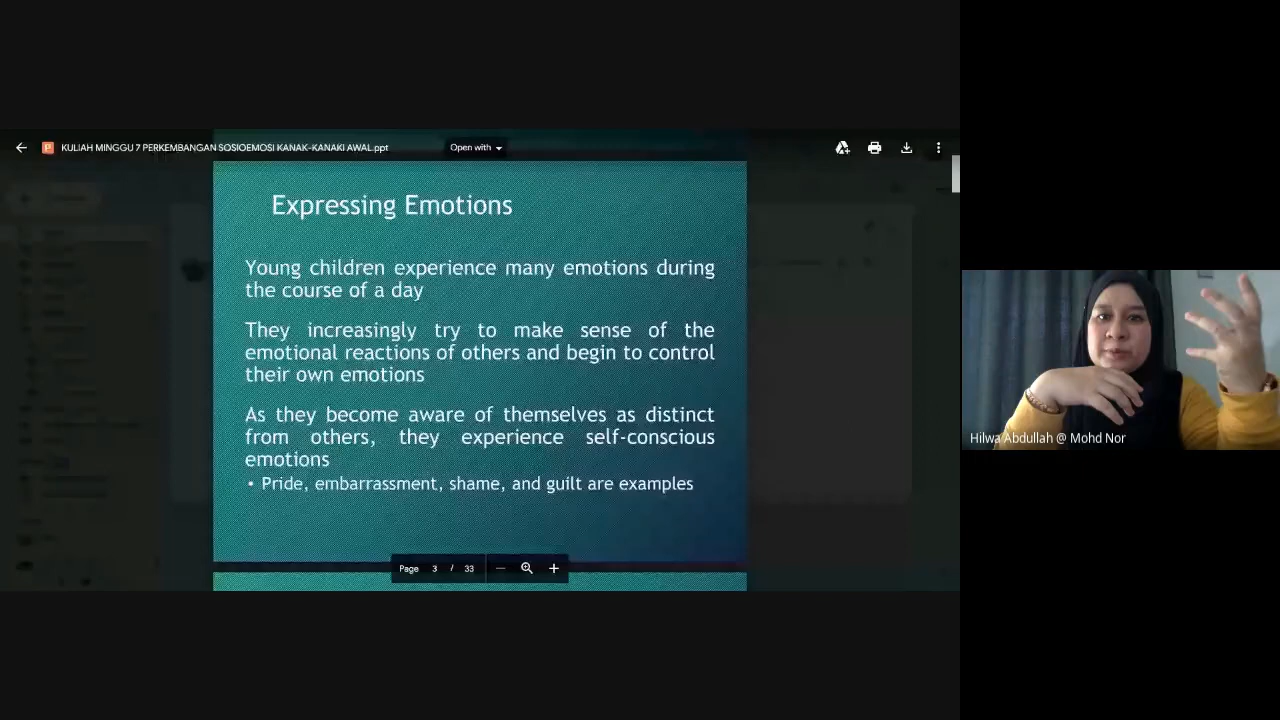 KULIAH MINGGU 7 PERKEMBANGAN SOSIOEMOSI KANAK-KANAKI AWAL.ppt
Open with
Expressing Emotions
Young children experience many emotions during
the course of a day
They increasingly try to make sense of the
emotional reactions of others and begin to control
their own emotions
As they become aware of themselves as distinct
from others, they experience self-conscious
emotions
• Pride, embarrassment, shame, and guilt are examples
Page 3 / 33
Hilwa Abdullah @ Mohd Nor